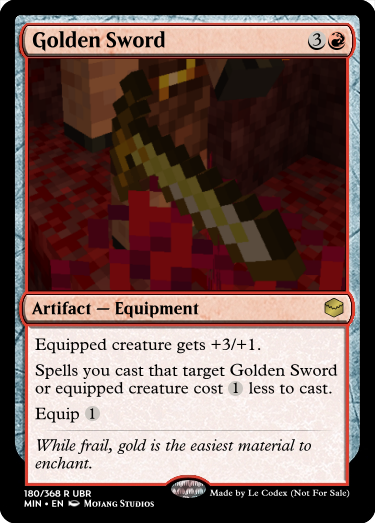 Golden Sword 3
Artifact — Equipment
Equipped creature gets +3/+1.
Spells you cast that target Golden Sword
or equipped creature cost 1 less to cast.
Equip 1
While frail, gold is the easiest material to
enchant.
180/368 R UBR
MIN • EN Mojang Studios
Made by Le Codex (Not For Sale)